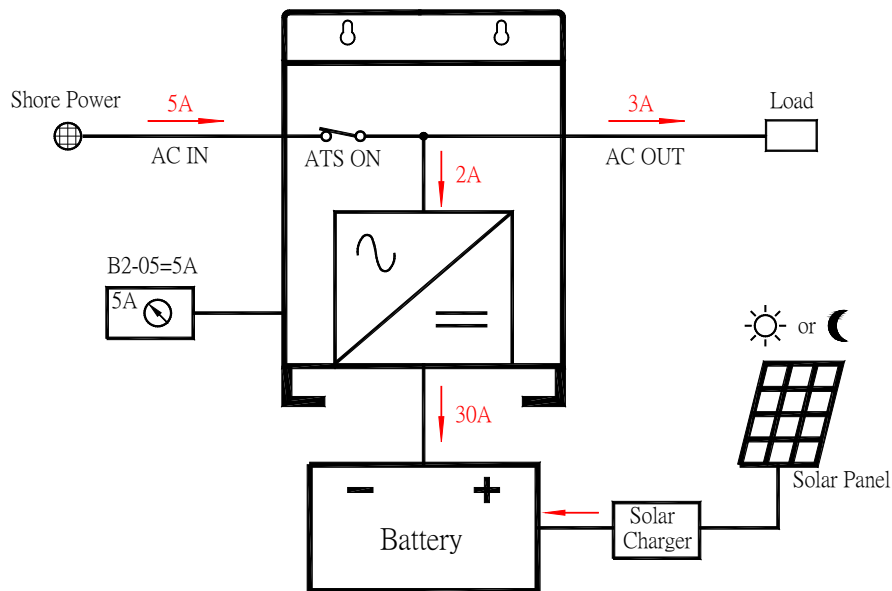 Shore Power
5A
3A
Load
AC IN
ATS ON
AC OUT
2A
B2-05=5A
5A
or
30A
Solar Panel
Battery
Solar
Charger